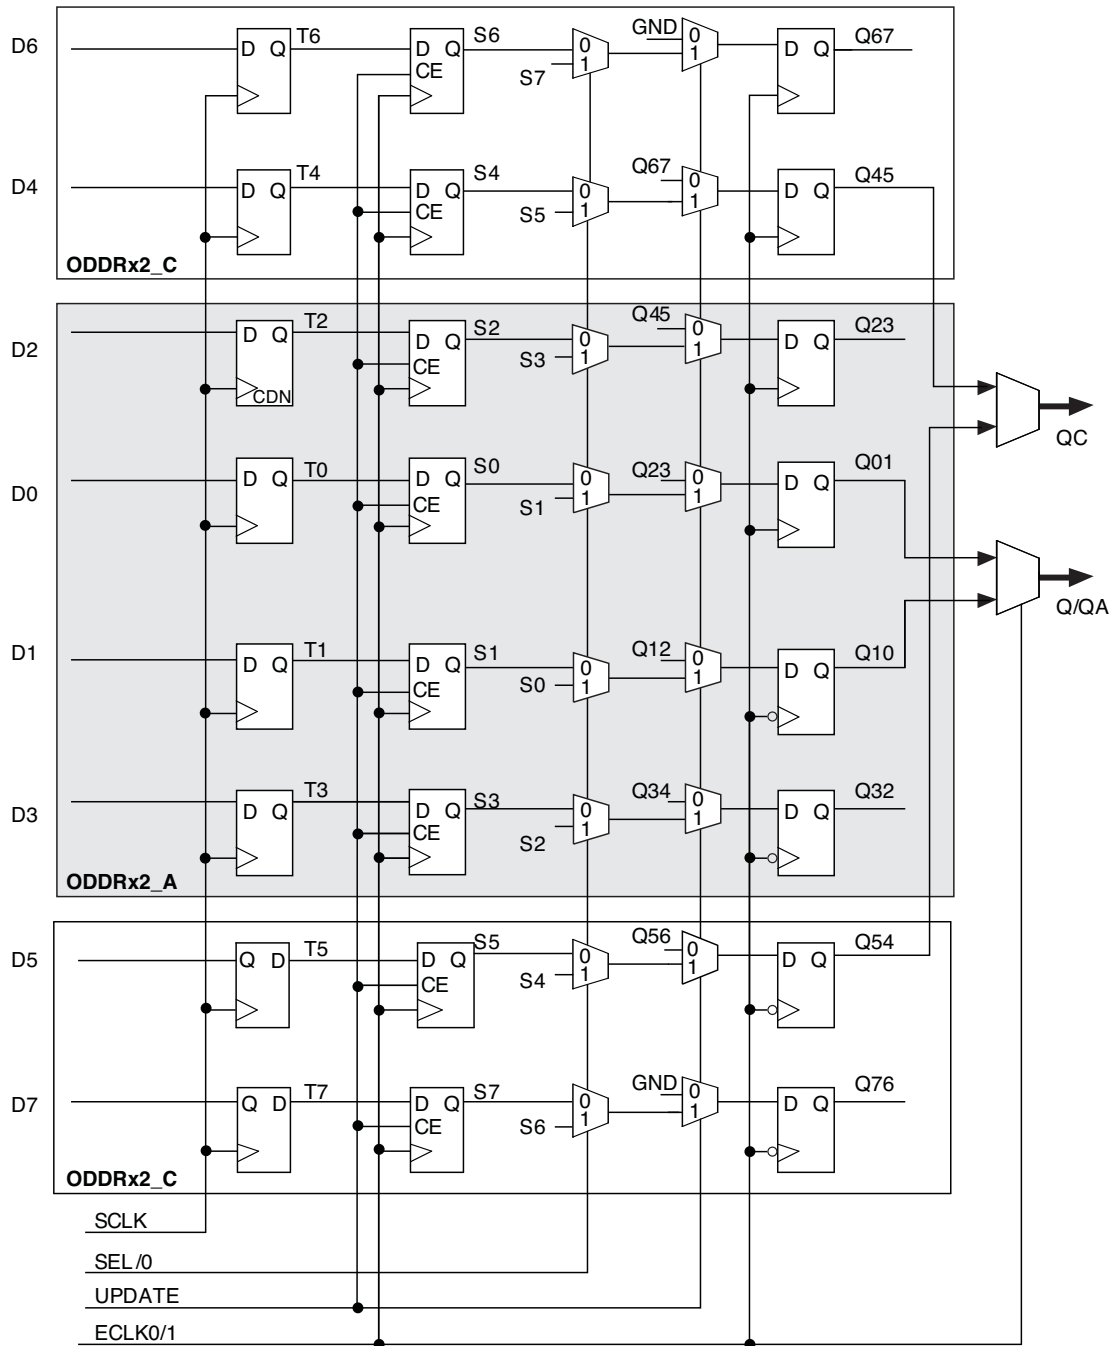 D6 D Q T6 D Q CE S6 0 1 S7 GND 0 1 D Q Q67
D4 D Q T4 D Q CE S4 0 1 S5 Q67 0 1 D Q Q45
ODDRx2_C
D2 D Q CDN T2 D Q CE S2 0 1 S3 Q45 0 1 D Q Q23
QC
D0 D Q T0 D Q CE S0 0 1 S1 Q23 0 1 D Q Q01
Q/QA
D1 D Q T1 D Q CE S1 0 1 S0 Q12 0 1 D Q Q10
D3 D Q T3 D Q CE S3 0 1 S2 Q34 0 1 D Q Q32
ODDRx2_A
D5 Q D T5 D Q CE S5 0 1 S4 Q56 0 1 D Q Q54
D7 Q D T7 D Q CE S7 0 1 S6 GND 0 1 D Q Q76
ODDRx2_C
SCLK
SEL/0
UPDATE
ECLK0/1